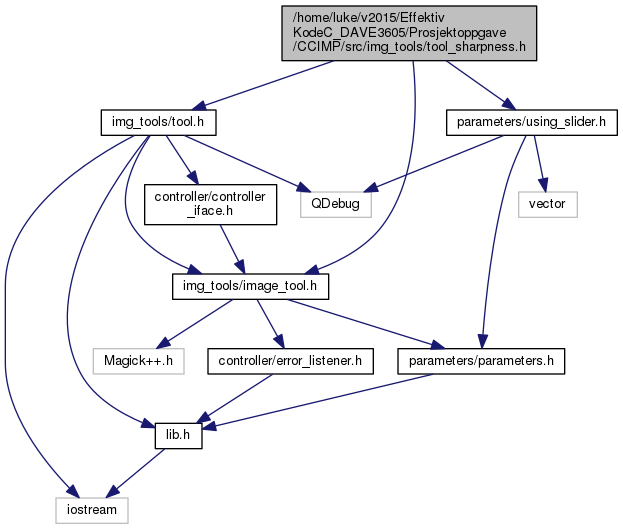 /home/luke/v2015/Effektiv
KodeC_DAVE3605/Prosjektoppgave
/CCIMP/src/img_tools/tool_sharpness.h
img_tools/tool.h
parameters/using_slider.h
controller/controller
_iface.h
QDebug
vector
img_tools/image_tool.h
Magick++.h
controller/error_listener.h
parameters/parameters.h
lib.h
iostream